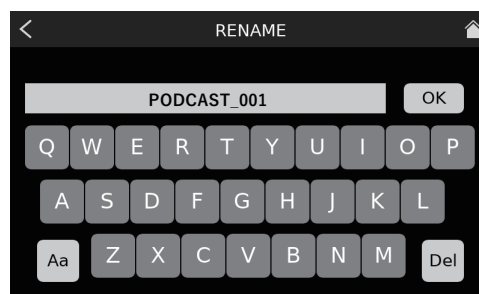 RENAME
PODCAST_001
OK
Q W E R T Y U I O P
A S D F G H J K L
Aa Z X C V B N M Del